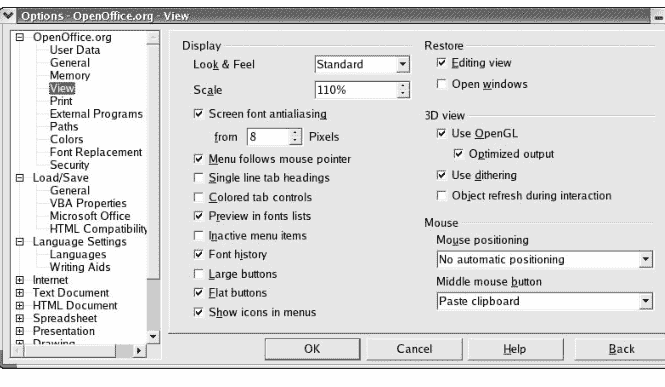 Options - OpenOffice.org - View
OpenOffice.org
User Data
General
Memory
View
Print
External Programs
Paths
Colors
Font Replacement
Security
Load/Save
General
VBA Properties
Microsoft Office
HTML Compatibility
Language Settings
Languages
Writing Aids
Internet
Text Document
HTML Document
Spreadsheet
Presentation
Drawing
Display
Look & Feel Standard
Scale 110%
Screen font antialiasing
from 8 Pixels
Menu follows mouse pointer
Single line tab headings
Colored tab controls
Preview in fonts lists
Inactive menu items
Font history
Large buttons
Flat buttons
Show icons in menus
Restore
Editing view
Open windows
3D view
Use OpenGL
Optimized output
Use dithering
Object refresh during interaction
Mouse
Mouse positioning
No automatic positioning
Middle mouse button
Paste clipboard
OK Cancel Help Back